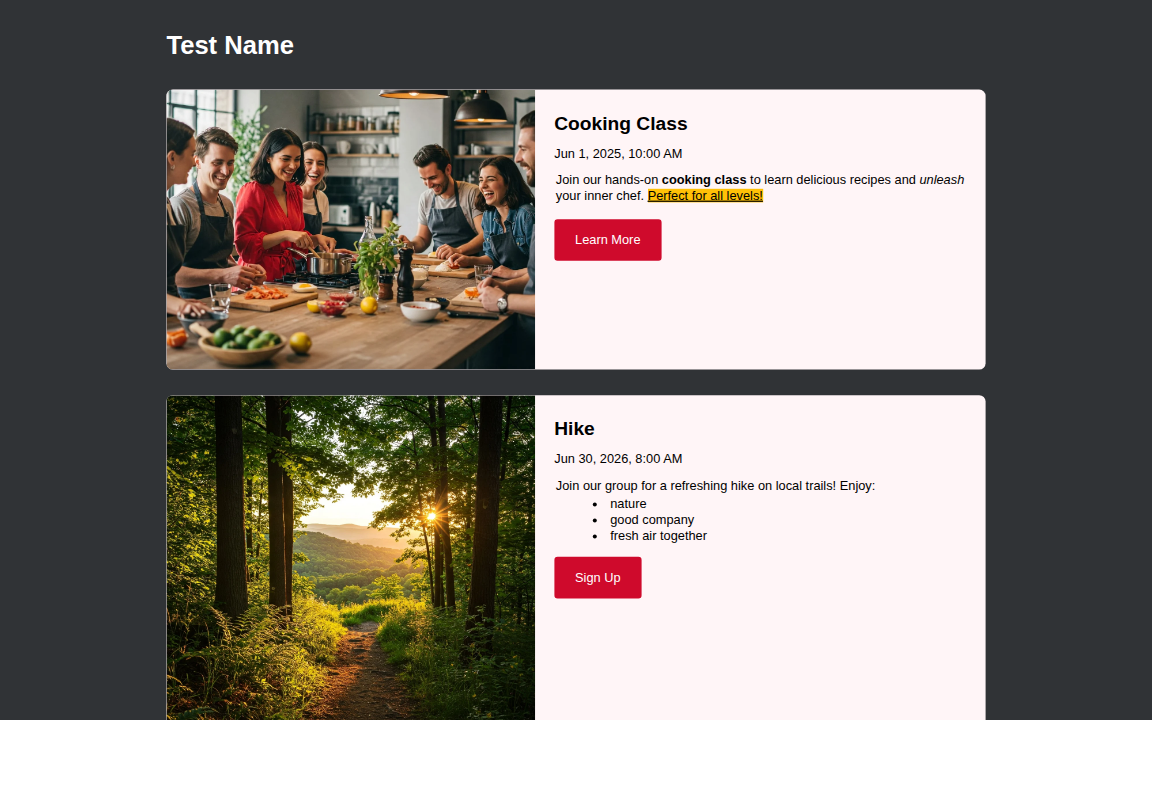 Test Name
Cooking Class
Jun 1, 2025, 10:00 AM
Join our hands-on cooking class to learn delicious recipes and unleash
your inner chef. Perfect for all levels!
Learn More
Hike
Jun 30, 2026, 8:00 AM
Join our group for a refreshing hike on local trails! Enjoy:
• nature
• good company
• fresh air together
Sign Up